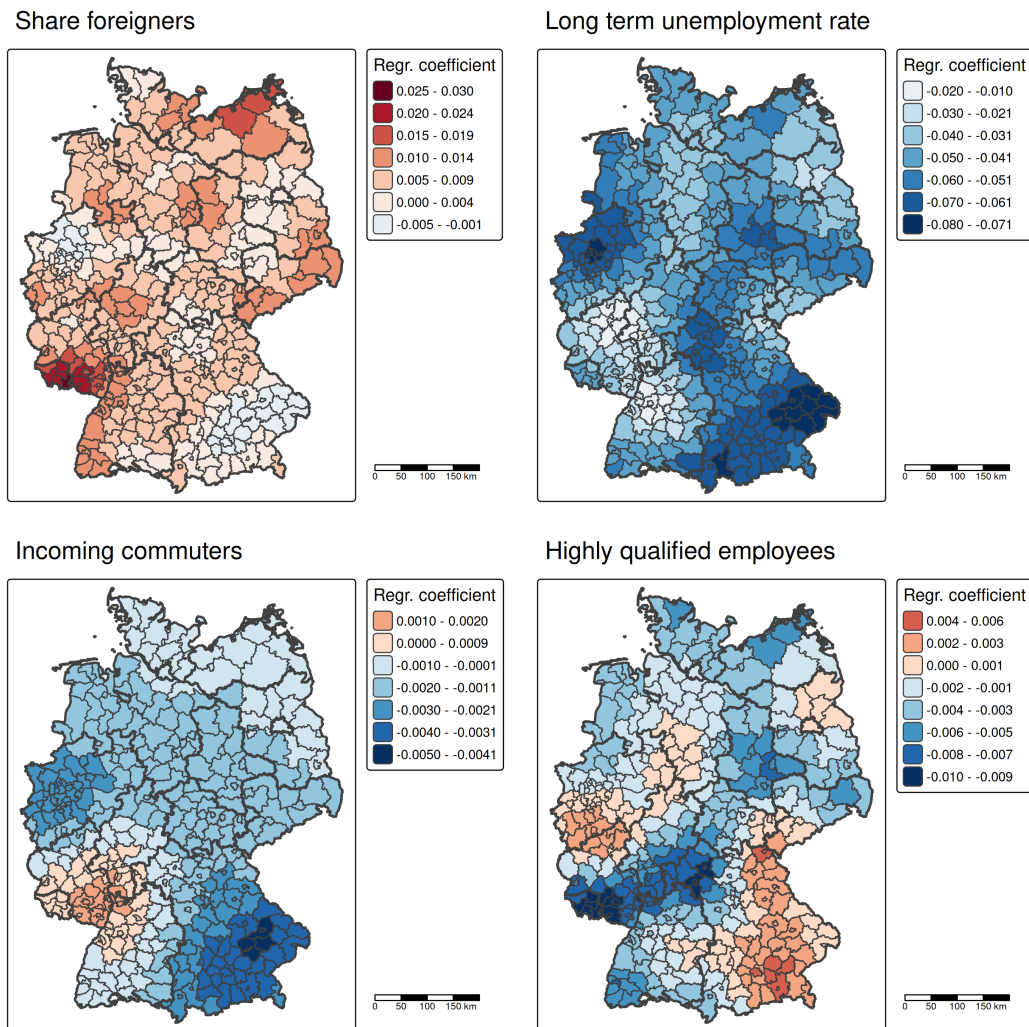 Share foreigners
Regr. coefficient
0.025 - 0.030
0.020 - 0.024
0.015 - 0.019
0.010 - 0.014
0.005 - 0.009
0.000 - 0.004
-0.005 - -0.001
0 50 100 150 km
Long term unemployment rate
Regr. coefficient
-0.020 - -0.010
-0.030 - -0.021
-0.040 - -0.031
-0.050 - -0.041
-0.060 - -0.051
-0.070 - -0.061
-0.080 - -0.071
0 50 100 150 km
Incoming commuters
Regr. coefficient
0.0010 - 0.0020
0.0000 - 0.0009
-0.0010 - -0.0001
-0.0020 - -0.0011
-0.0030 - -0.0021
-0.0040 - -0.0031
-0.0050 - -0.0041
0 50 100 150 km
Highly qualified employees
Regr. coefficient
0.004 - 0.006
0.002 - 0.003
0.000 - 0.001
-0.002 - -0.001
-0.004 - -0.003
-0.006 - -0.005
-0.008 - -0.007
-0.010 - -0.009
0 50 100 150 km